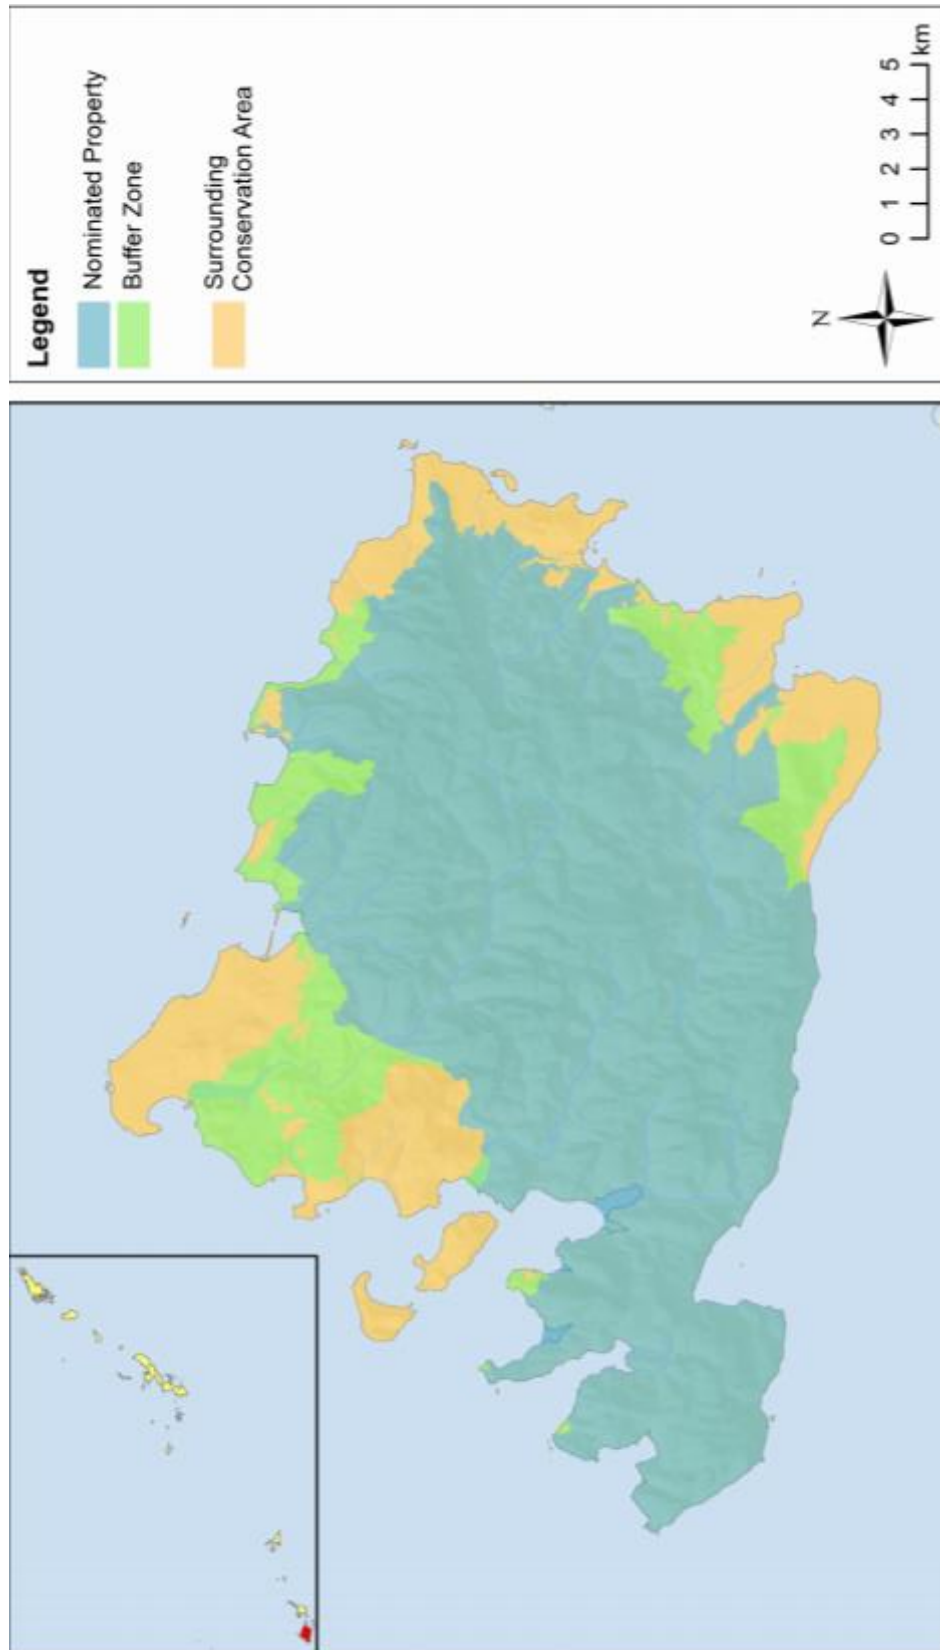 Legend
Nominated Property
Buffer Zone
Surrounding
Conservation Area
N
0 1 2 3 4 5
km